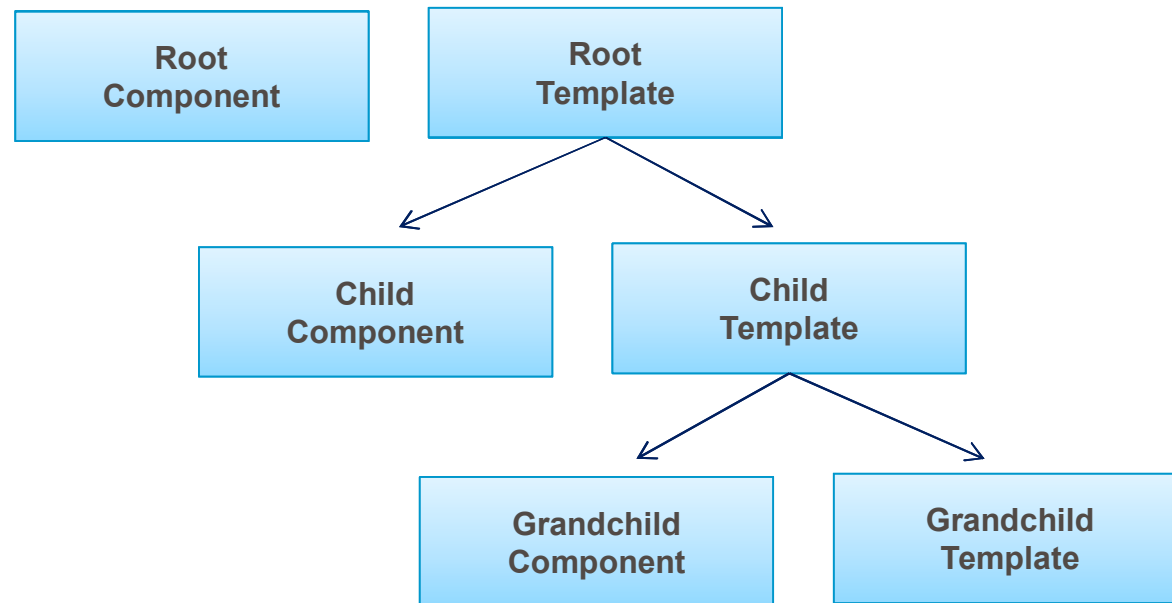 Root
Component
Root
Template
Child
Component
Child
Template
Grandchild
Component
Grandchild
Template